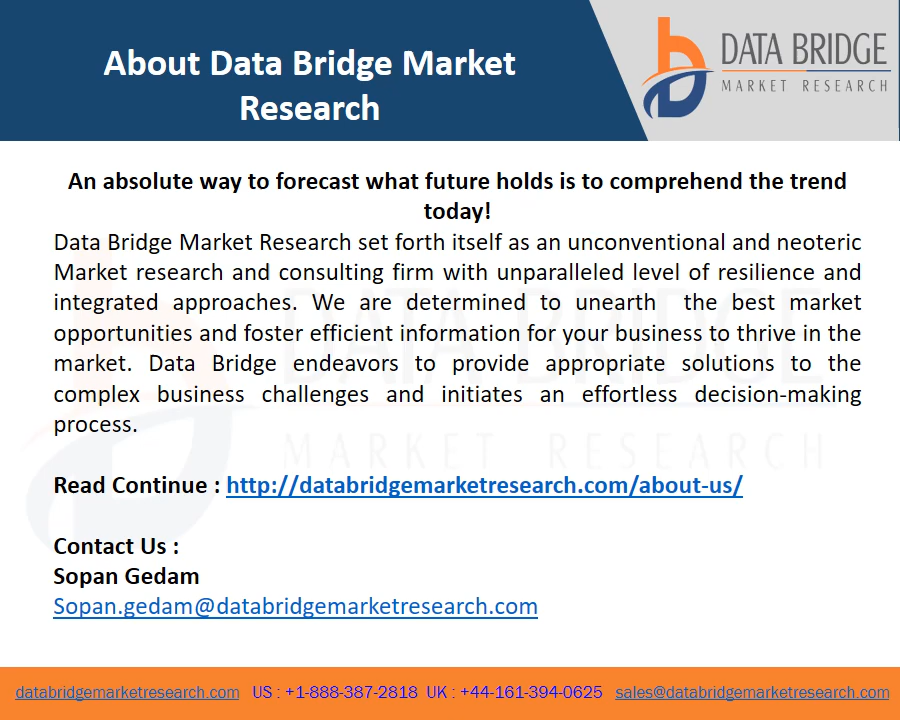 About Data Bridge Market
Research
DATA BRIDGE
MARKET RESEARCH
An absolute way to forecast what future holds is to comprehend the trend
today!
Data Bridge Market Research set forth itself as an unconventional and neoteric
Market research and consulting firm with unparalleled level of resilience and
integrated approaches. We are determined to unearth the best market
opportunities and foster efficient information for your business to thrive in the
market. Data Bridge endeavors to provide appropriate solutions to the
complex business challenges and initiates an effortless decision-making
process.
DATA BRIDGE
MARKET RESEARCH
Read Continue : http://databridgemarketresearch.com/about-us/
Contact Us :
Sopan Gedam
Sopan.gedam@databridgemarketresearch.com
databridgemarketresearch.com US : +1-888-387-2818 UK : +44-161-394-0625 sales@databridgemarketresearch.com